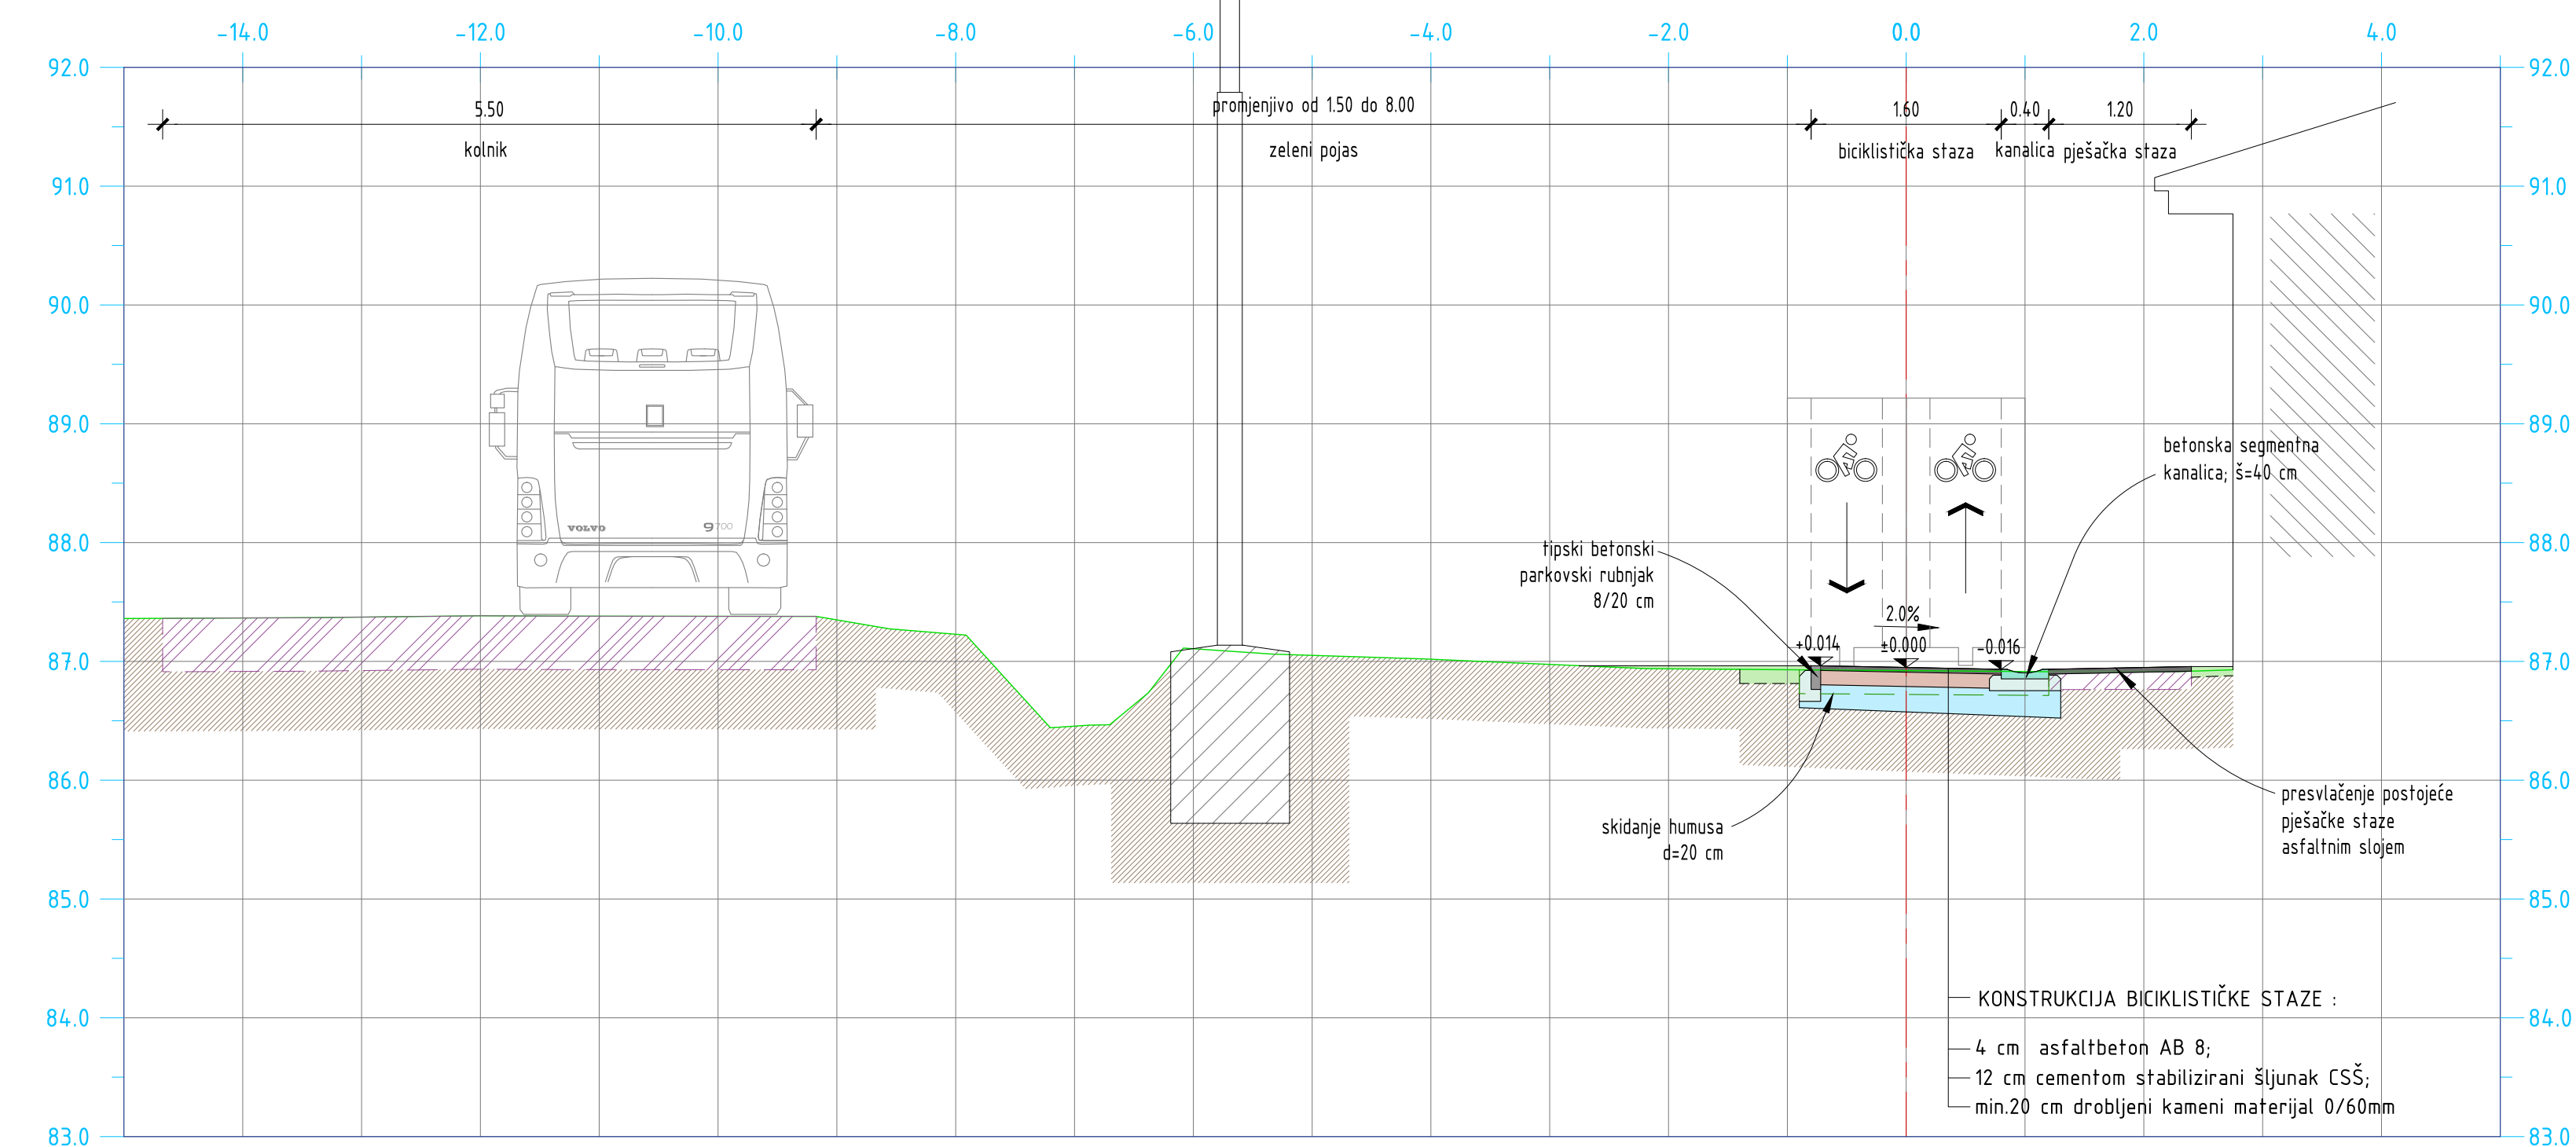 -14.0 -12.0 -10.0 -8.0 -6.0 -4.0 -2.0 0.0 2.0 4.0
92.0 92.0
5.50 promjenjivo od 1.50 do 8.00 1.60 0.40 1.20
kolnik zeleni pojas biciklistička staza kanalica pješačka staza
91.0 91.0
90.0 90.0
89.0 89.0
betonska segmentna
kanalica; š=40 cm
VOLVO 9700
88.0 88.0
tipski betonski
parkovski rubnjak
8/20 cm
2.0%
+0.014 ±0.000 -0.016
87.0 87.0
86.0 86.0
presvlačenje postojeće
pješačke staze
asfaltnim slojem
skidanje humusa
d=20 cm
85.0 85.0
KONSTRUKCIJA BICIKLISTIČKE STAZE :
84.0 84.0
4 cm asfaltbeton AB 8;
12 cm cementom stabilizirani šljunak CSŠ;
min.20 cm drobljeni kameni materijal 0/60mm
83.0 83.0